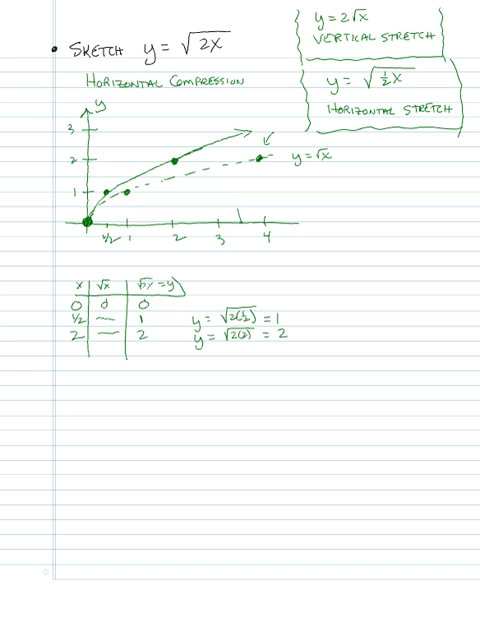 • SKETCH y = √2x
HORIZONTAL COMPRESSION
y = 2√x
VERTICAL STRETCH
y = √½x
HORIZONTAL STRETCH
y
3
2
1
y = √x
0
½ 1 2 3 4
x √x √2x = y
0 0 0
½ — 1
2 — 2
y = √2(½) = 1
y = √2(2) = 2